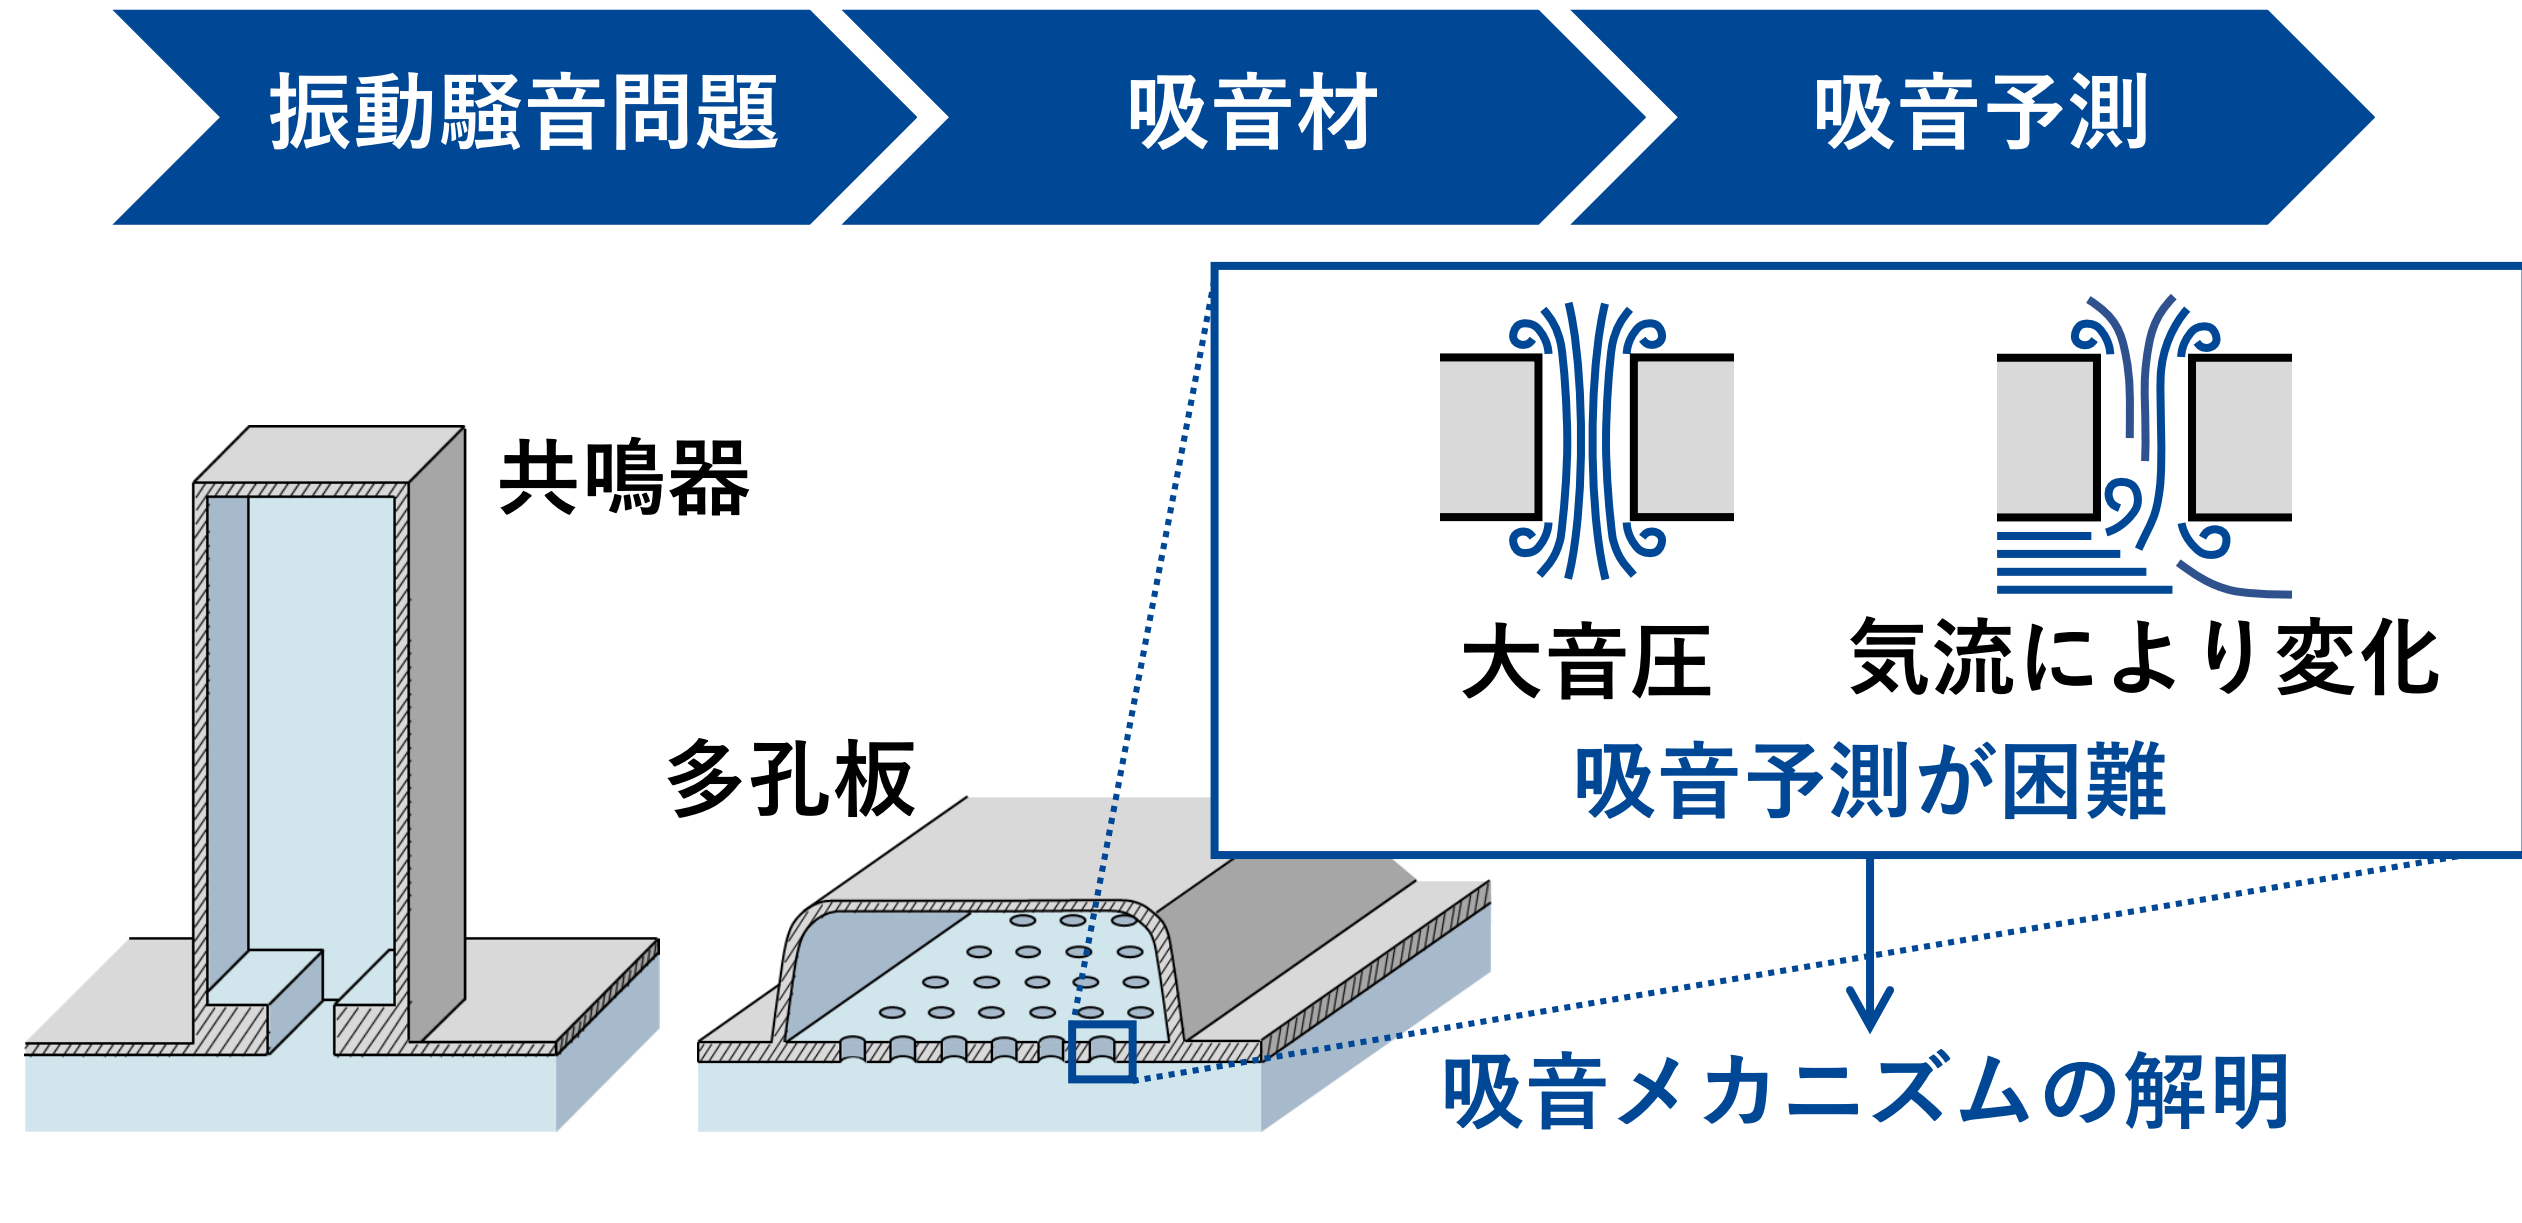 振動騒音問題
吸音材
吸音予測
共鳴器
多孔板
大音圧
気流により変化
吸音予測が困難
吸音メカニズムの解明